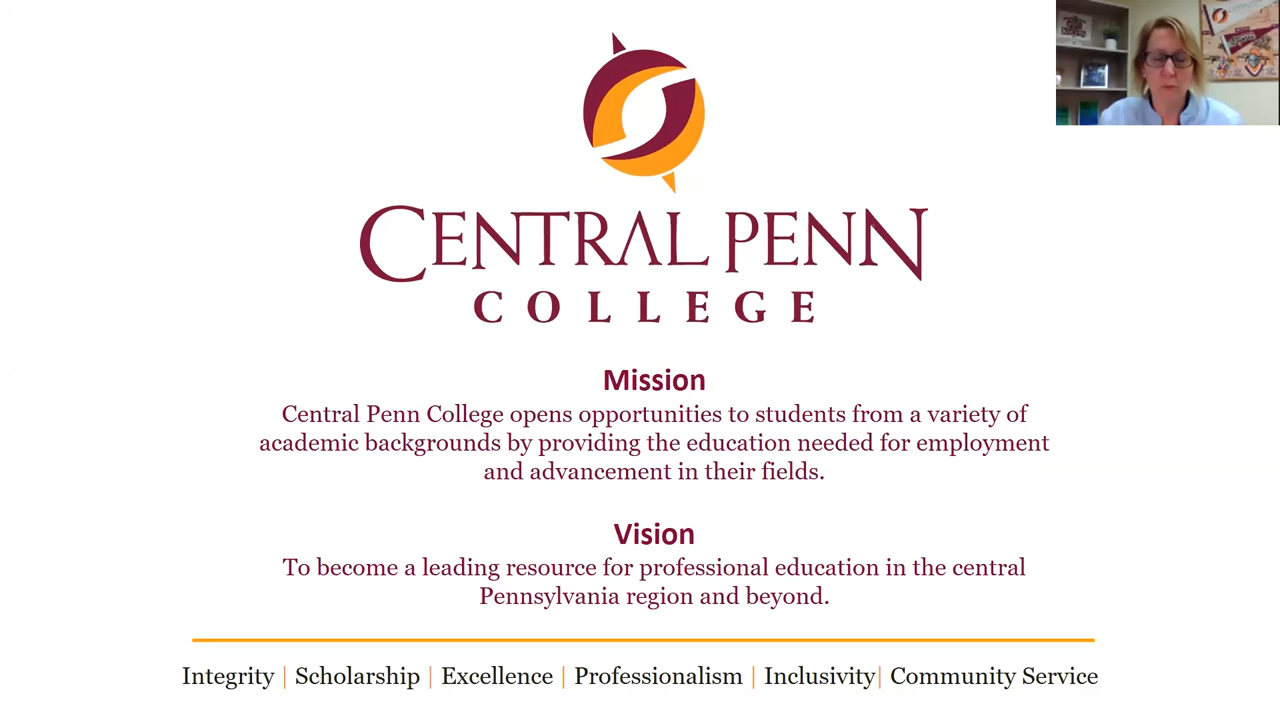 CENTRAL PENN
COLLEGE
Mission
Central Penn College opens opportunities to students from a variety of
academic backgrounds by providing the education needed for employment
and advancement in their fields.
Vision
To become a leading resource for professional education in the central
Pennsylvania region and beyond.
Integrity | Scholarship | Excellence | Professionalism | Inclusivity| Community Service